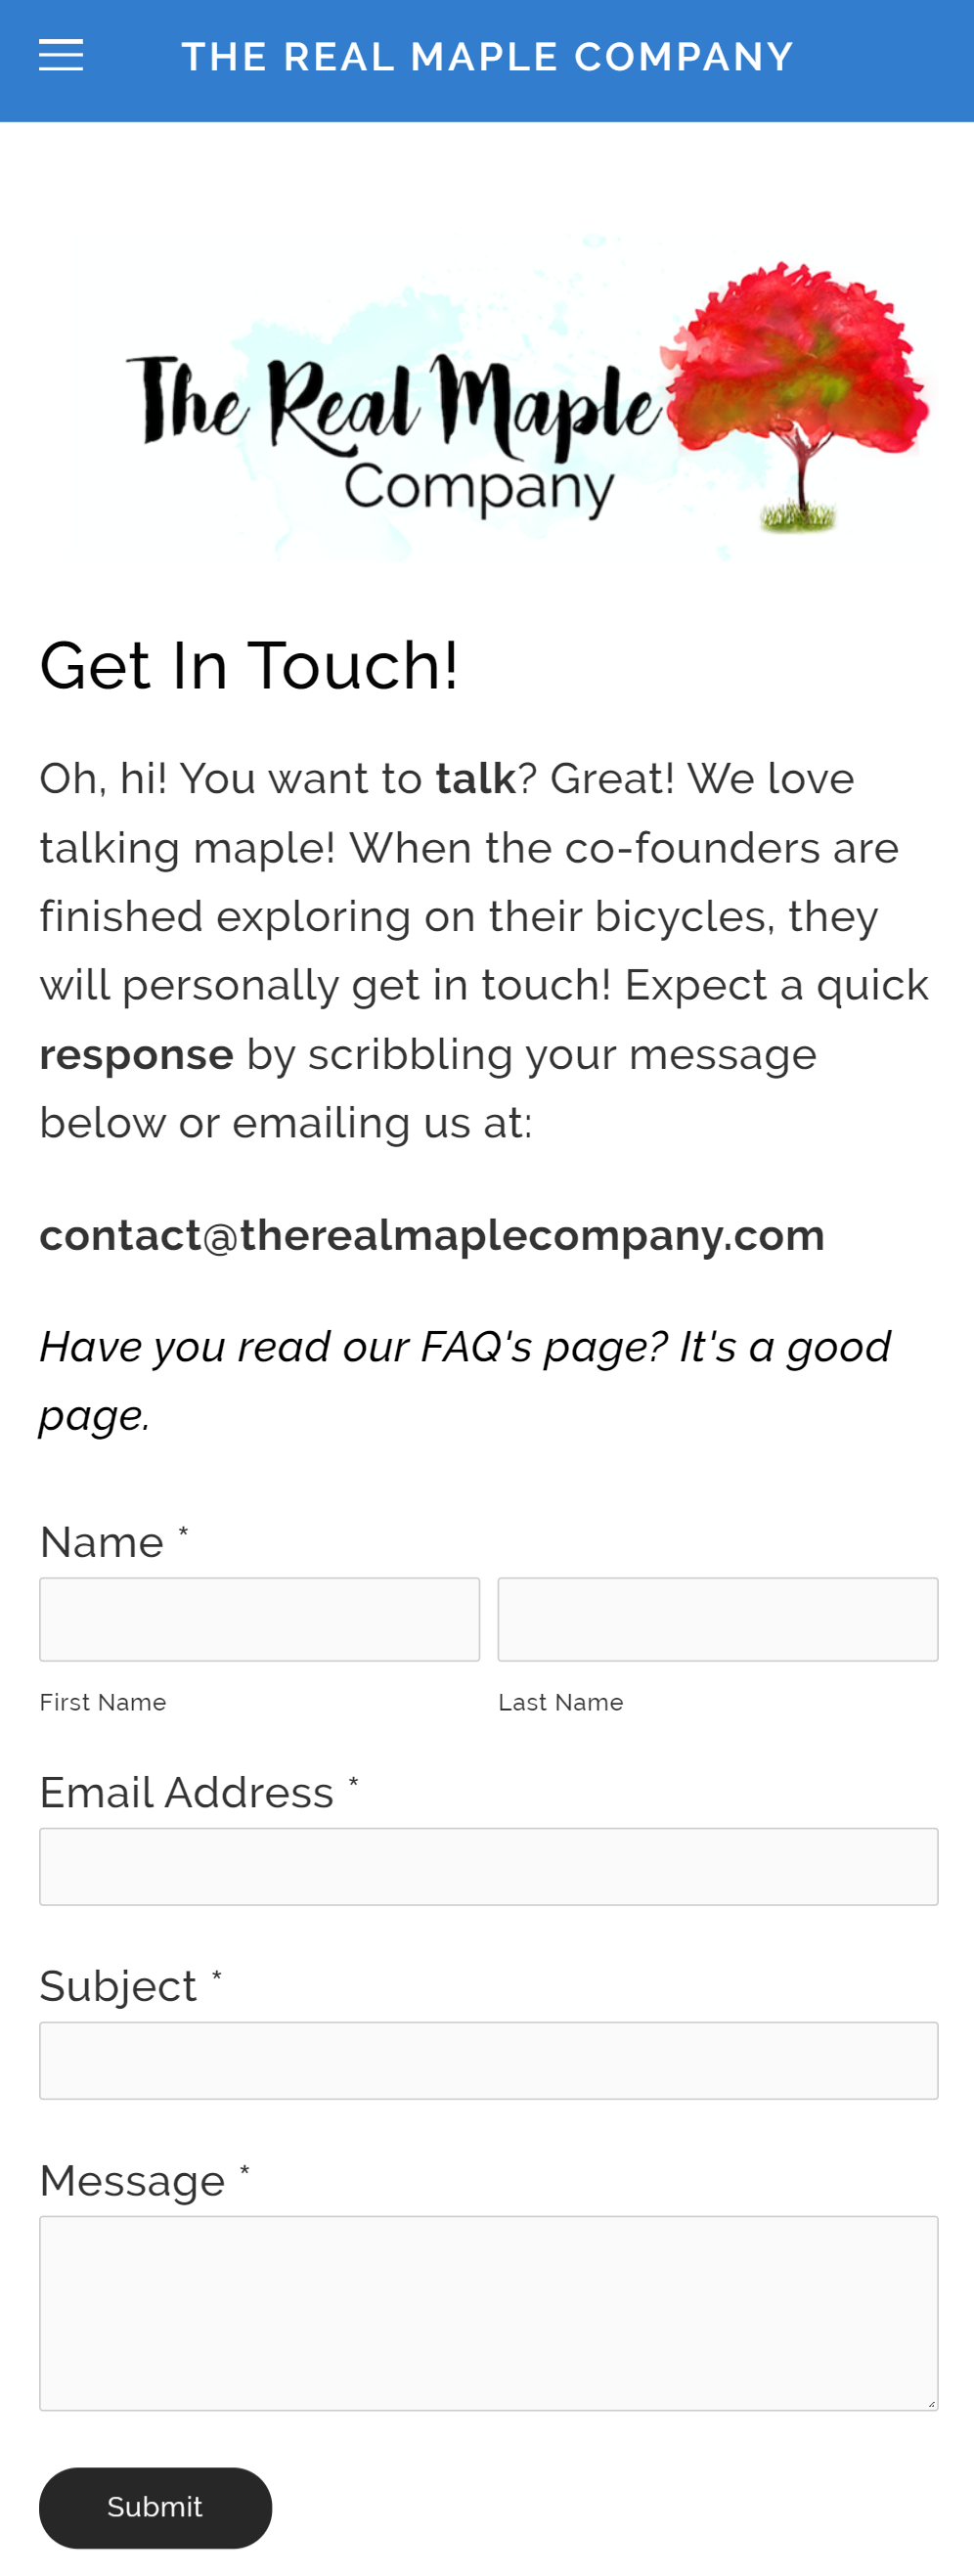 THE REAL MAPLE COMPANY
The Real Maple
Company
Get In Touch!
Oh, hi! You want to talk? Great! We love
talking maple! When the co-founders are
finished exploring on their bicycles, they
will personally get in touch! Expect a quick
response by scribbling your message
below or emailing us at:
contact@therealmaplecompany.com
Have you read our FAQ's page? It's a good
page.
Name *
First Name Last Name
Email Address *
Subject *
Message *
Submit